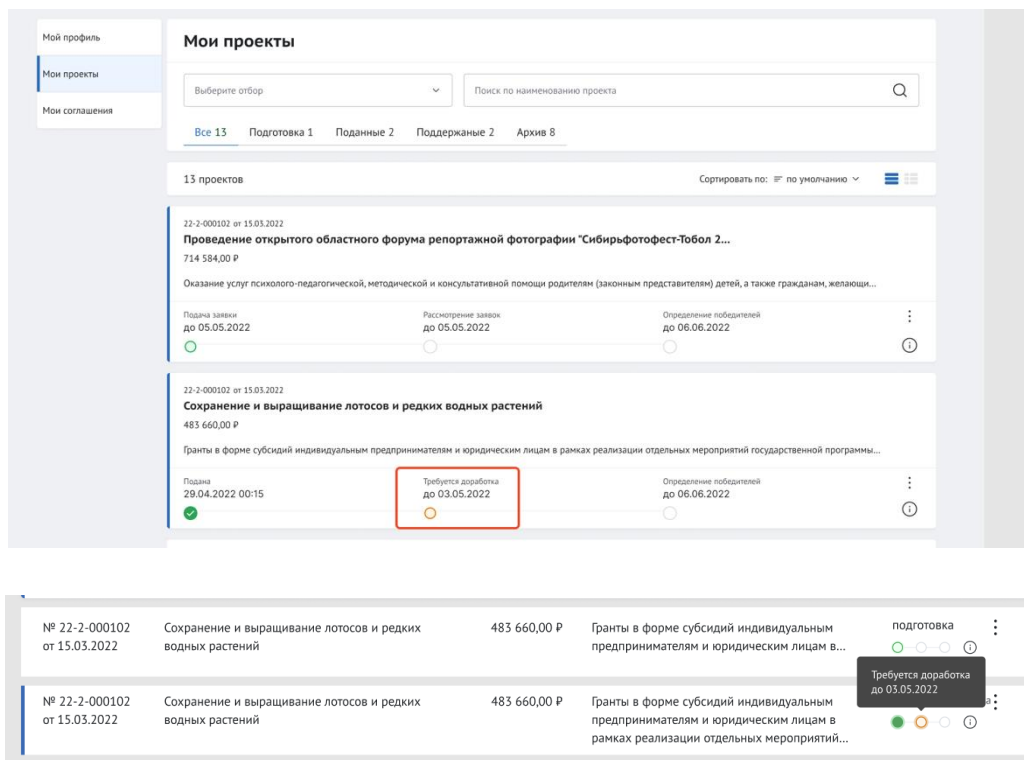 Мой профиль
Мои проекты
Мои соглашения
Мои проекты
Выберите отбор
Поиск по наименованию проекта
Все 13 Подготовка 1 Поданные 2 Поддержаные 2 Архив 8
13 проектов
Сортировать по: по умолчанию
22-2-000102 от 15.03.2022
Проведение открытого областного форума репортажной фотографии "Сибирьфотофест-Тобол 2...
714 584,00 ₽
Оказание услуг психолого-педагогической, методической и консультативной помощи родителям (законным представителям) детей, а также гражданам, желающи...
Подача заявки Рассмотрение заявок Определение победителей
до 05.05.2022 до 05.05.2022 до 06.06.2022
22-2-000102 от 15.03.2022
Сохранение и выращивание лотосов и редких водных растений
483 660,00 ₽
Гранты в форме субсидий индивидуальным предпринимателям и юридическим лицам в рамках реализации отдельных мероприятий государственной программы...
Подана Требуется доработка Определение победителей
29.04.2022 00:15 до 03.05.2022 до 06.06.2022
№ 22-2-000102 Сохранение и выращивание лотосов и редких 483 660,00 ₽ Гранты в форме субсидий индивидуальным подготовка
от 15.03.2022 водных растений предпринимателям и юридическим лицам в...
Требуется доработка
до 03.05.2022
№ 22-2-000102 Сохранение и выращивание лотосов и редких 483 660,00 ₽ Гранты в форме субсидий индивидуальным
от 15.03.2022 водных растений предпринимателям и юридическим лицам в
рамках реализации отдельных мероприятий...